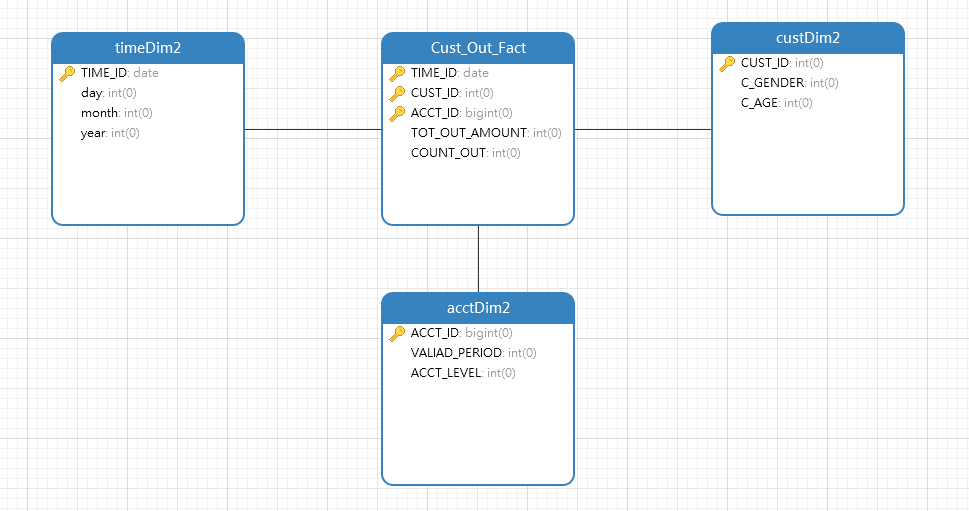 timeDim2
TIME_ID: date
day: int(0)
month: int(0)
year: int(0)
Cust_Out_Fact
TIME_ID: date
CUST_ID: int(0)
ACCT_ID: bigint(0)
TOT_OUT_AMOUNT: int(0)
COUNT_OUT: int(0)
custDim2
CUST_ID: int(0)
C_GENDER: int(0)
C_AGE: int(0)
acctDim2
ACCT_ID: bigint(0)
VALIAD_PERIOD: int(0)
ACCT_LEVEL: int(0)